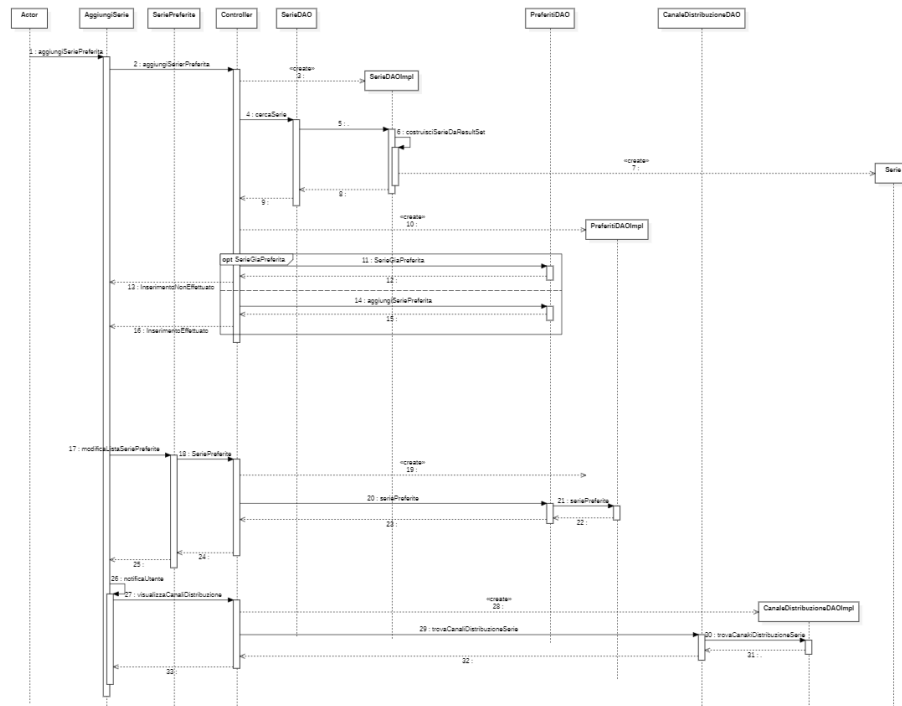 Actor
AggiungiSerie
SeriePreferite
Controller
SerieDAO
PreferitiDAO
CanaleDistribuzioneDAO
1 : aggiungiSeriePreferita
2 : aggiungiSeriePreferita
«create»
3 :
SerieDAOImpl
4 : cercaSerie
5 : .
6 : costruisciSerieDaResultSet
«create»
7 :
Serie
8 :
9 :
«create»
10 :
PreferitiDAOImpl
opt SerieGiaPreferita
11 : SerieGiaPreferita
12 :
13 : InserimentoNonEffettuato
14 : aggiungiSeriePreferita
15 :
16 : InserimentoEffettuato
17 : modificaListaSeriePreferite
18 : SeriePreferite
«create»
19 :
20 : seriePreferite
21 : seriePreferite
22 :
23 :
24 :
25 :
26 : notificaUtente
27 : visualizzaCanaliDistribuzione
«create»
28 :
CanaleDistribuzioneDAOImpl
29 : trovaCanaliDistribuzioneSerie
30 : trovaCanaliDistribuzioneSerie
31 : .
32 :
33 :